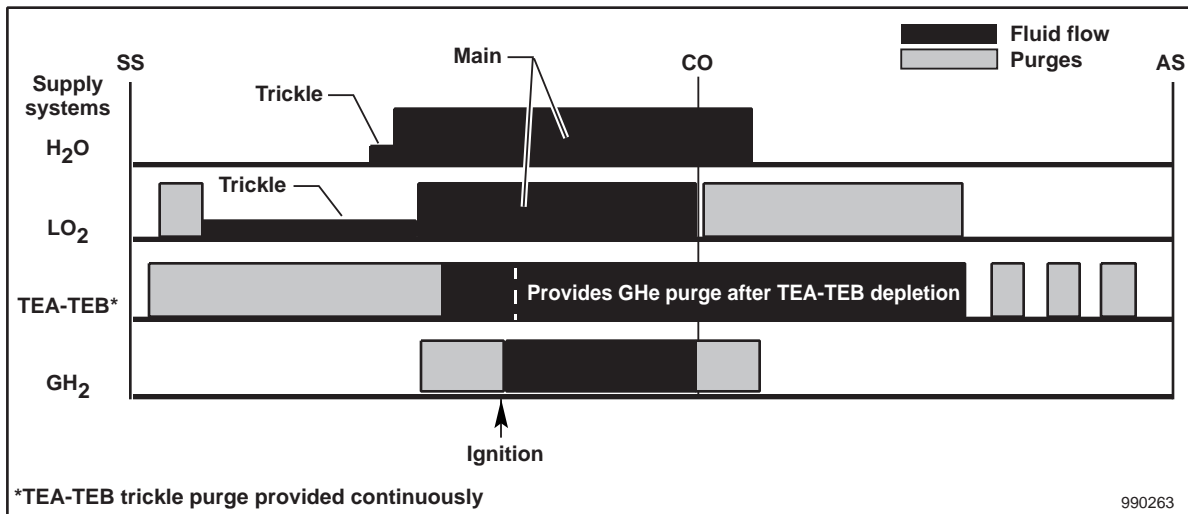 Fluid flow
Purges
SS
Main
CO
AS
Supply
systems
Trickle
H2O
Trickle
LO2
TEA-TEB*
Provides GHe purge after TEA-TEB depletion
GH2
Ignition
*TEA-TEB trickle purge provided continuously
990263